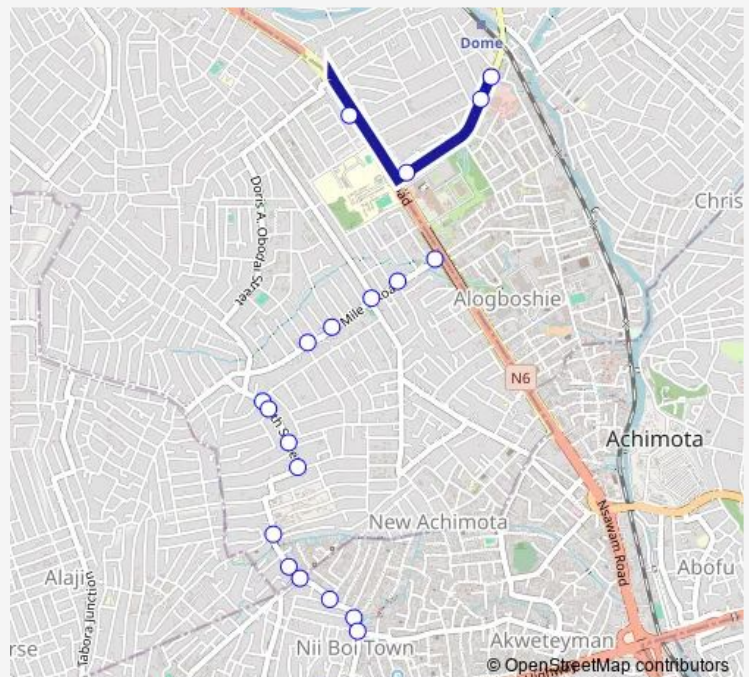 Dome
Doris A. Obodai Street
Chris
Alogboshie
Mile
N6
Achimota
New Achimota
Nsawam Road
Alaji
Tabora Junction
Abofu
rse
Nii Boi Town
Akweteyman
© OpenStreetMap contributors